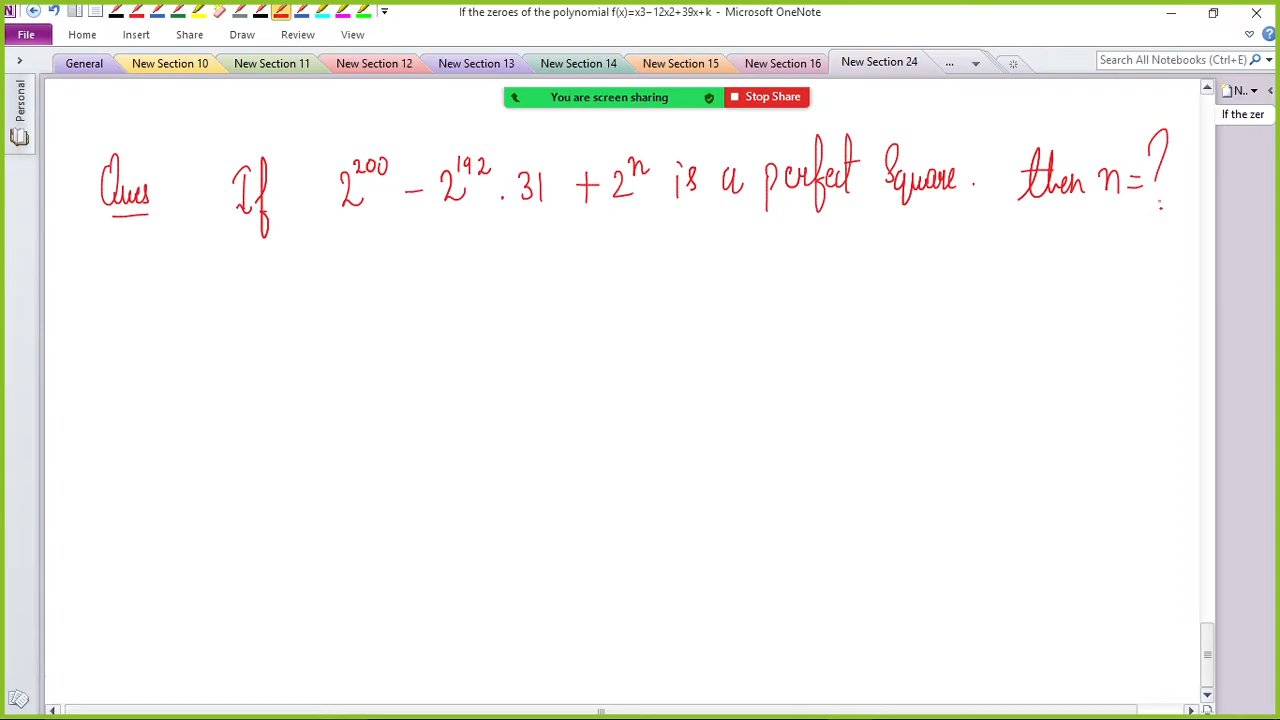 If the zeroes of the polynomial f(x)=x3−12x2+39x+k - Microsoft OneNote
File Home Insert Share Draw Review View
General New Section 10 New Section 11 New Section 12 New Section 13 New Section 14 New Section 15 New Section 16 New Section 24 ... Search All Notebooks (Ctrl+E)
Personal
N..
If the zer
You are screen sharing Stop Share
Ques If 2^200 - 2^192 . 31 + 2^n is a perfect Square. then n=?